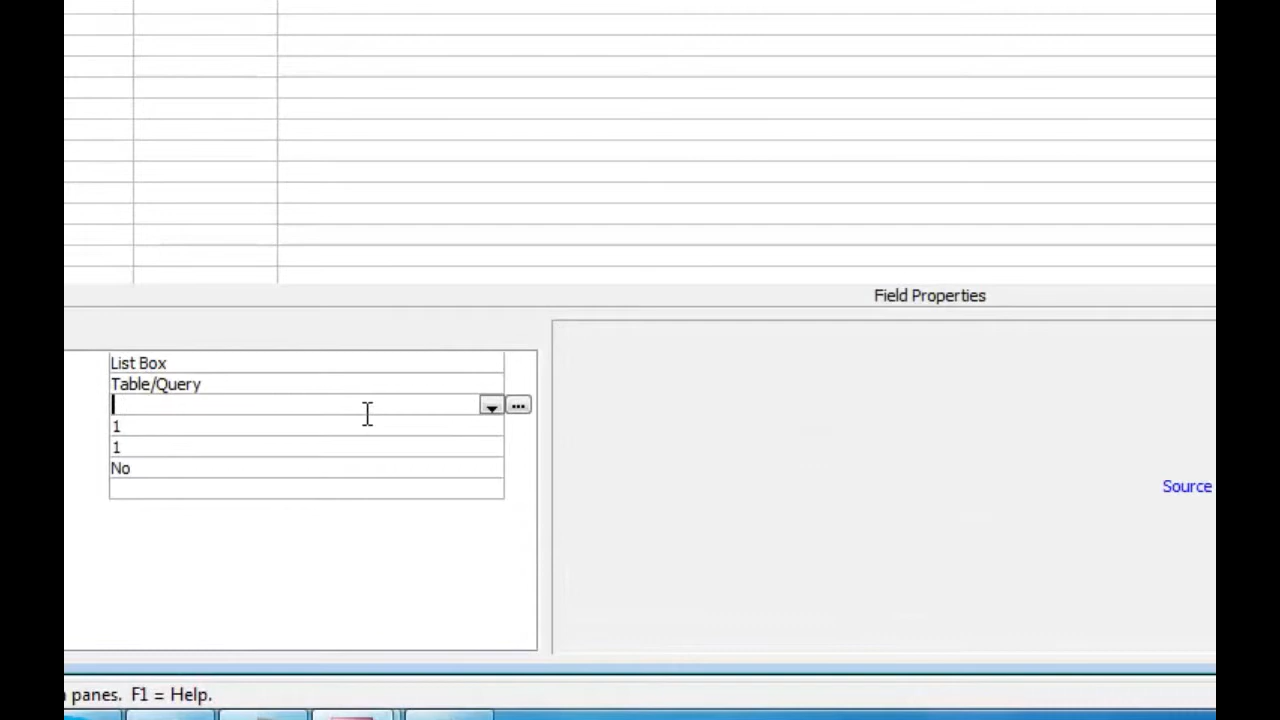 Field Properties
List Box
Table/Query
1
1
No
Source
panes. F1 = Help.